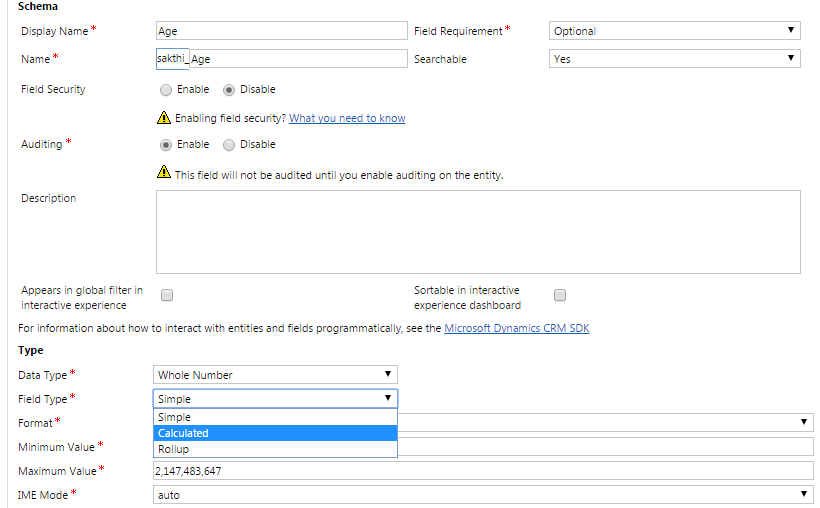 Schema
Display Name* Age Field Requirement* Optional
Name* sakthi_ Age Searchable Yes
Field Security Enable Disable
Enabling field security? What you need to know
Auditing* Enable Disable
This field will not be audited until you enable auditing on the entity.
Description
Appears in global filter in Sortable in interactive
interactive experience experience dashboard
For information about how to interact with entities and fields programmatically, see the Microsoft Dynamics CRM SDK
Type
Data Type* Whole Number
Field Type* Simple
Simple
Format*
Calculated
Minimum Value*
Rollup
Maximum Value* 2,147,483,647
IME Mode* auto